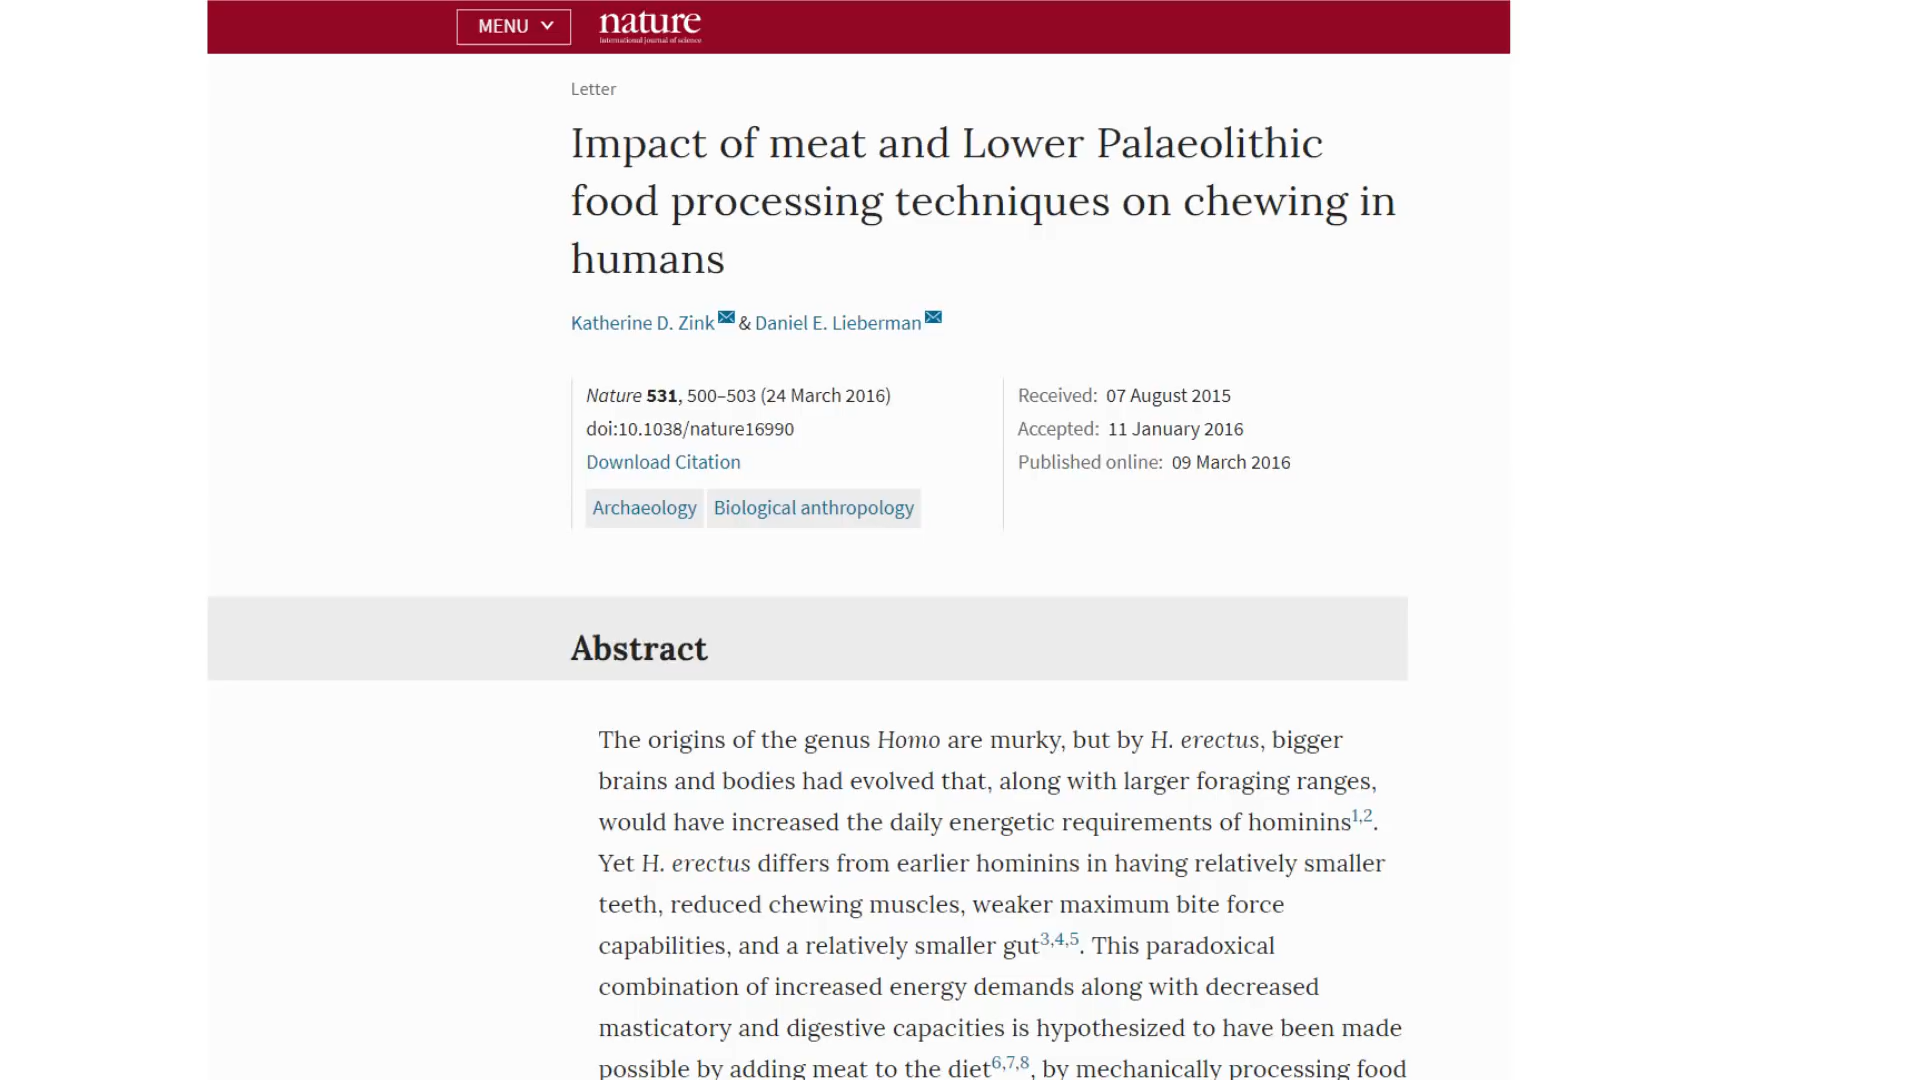 MENU
nature
International journal of science
Letter
Impact of meat and Lower Palaeolithic
food processing techniques on chewing in
humans
Katherine D. Zink & Daniel E. Lieberman
Nature 531, 500–503 (24 March 2016)
doi:10.1038/nature16990
Download Citation
Archaeology Biological anthropology
Received: 07 August 2015
Accepted: 11 January 2016
Published online: 09 March 2016
Abstract
The origins of the genus Homo are murky, but by H. erectus, bigger
brains and bodies had evolved that, along with larger foraging ranges,
would have increased the daily energetic requirements of hominins1,2.
Yet H. erectus differs from earlier hominins in having relatively smaller
teeth, reduced chewing muscles, weaker maximum bite force
capabilities, and a relatively smaller gut3,4,5. This paradoxical
combination of increased energy demands along with decreased
masticatory and digestive capacities is hypothesized to have been made
possible by adding meat to the diet6,7,8, by mechanically processing food